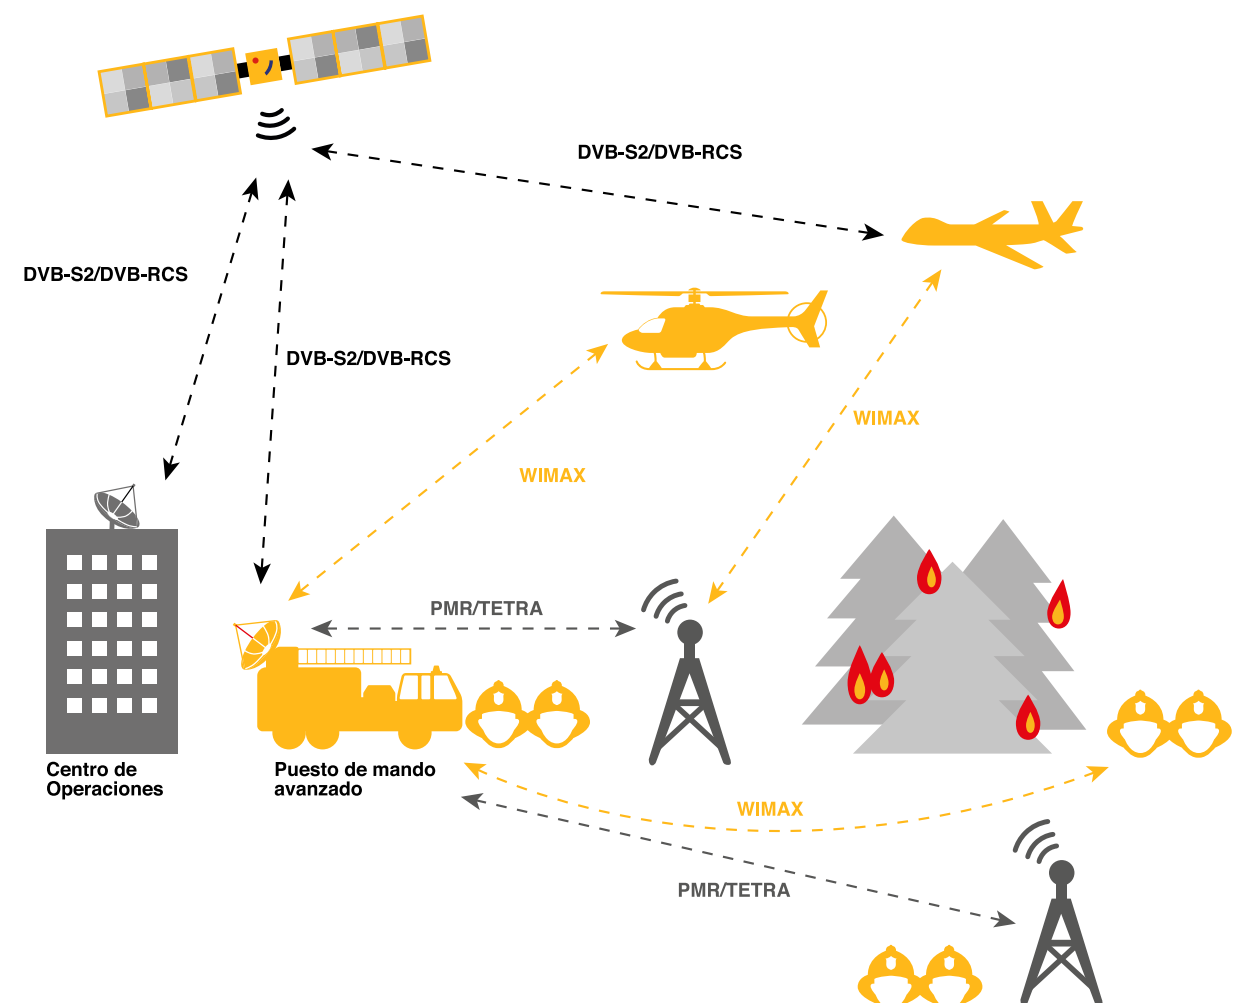 DVB-S2/DVB-RCS
DVB-S2/DVB-RCS
DVB-S2/DVB-RCS
WIMAX
WIMAX
PMR/TETRA
Centro de
Operaciones
Puesto de mando
avanzado
WIMAX
PMR/TETRA